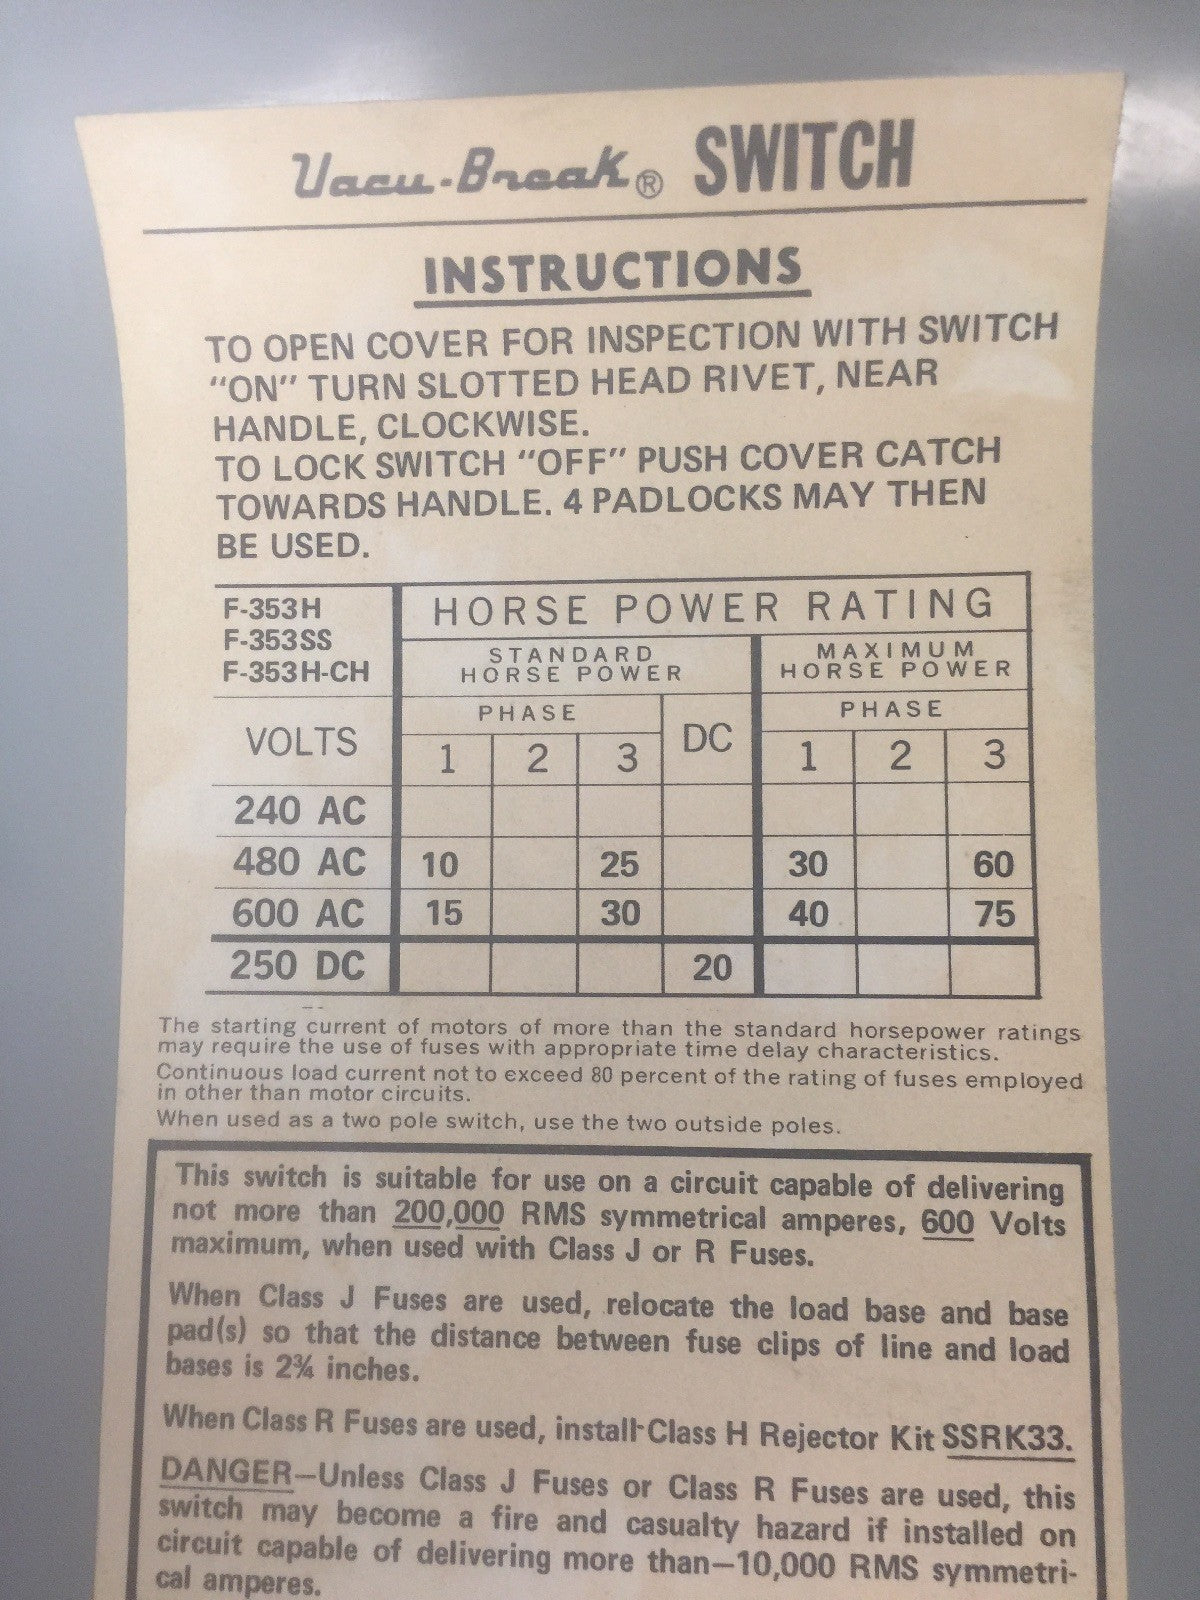 Vacu-Break® SWITCH
INSTRUCTIONS
TO OPEN COVER FOR INSPECTION WITH SWITCH
"ON" TURN SLOTTED HEAD RIVET, NEAR
HANDLE, CLOCKWISE.
TO LOCK SWITCH "OFF" PUSH COVER CATCH
TOWARDS HANDLE. 4 PADLOCKS MAY THEN
BE USED.
F-353H
F-353SS
F-353H-CH
HORSE POWER RATING
STANDARD
HORSE POWER
MAXIMUM
HORSE POWER
VOLTS
PHASE
DC
PHASE
1 2 3 1 2 3
240 AC
480 AC 10 25 30 60
600 AC 15 30 40 75
250 DC 20
The starting current of motors of more than the standard horsepower ratings
may require the use of fuses with appropriate time delay characteristics.
Continuous load current not to exceed 80 percent of the rating of fuses employed
in other than motor circuits.
When used as a two pole switch, use the two outside poles.
This switch is suitable for use on a circuit capable of delivering
not more than 200,000 RMS symmetrical amperes, 600 Volts
maximum, when used with Class J or R Fuses.
When Class J Fuses are used, relocate the load base and base
pad(s) so that the distance between fuse clips of line and load
bases is 2¾ inches.
When Class R Fuses are used, install Class H Rejector Kit SSRK33.
DANGER—Unless Class J Fuses or Class R Fuses are used, this
switch may become a fire and casualty hazard if installed on
circuit capable of delivering more than—10,000 RMS symmetri-
cal amperes.